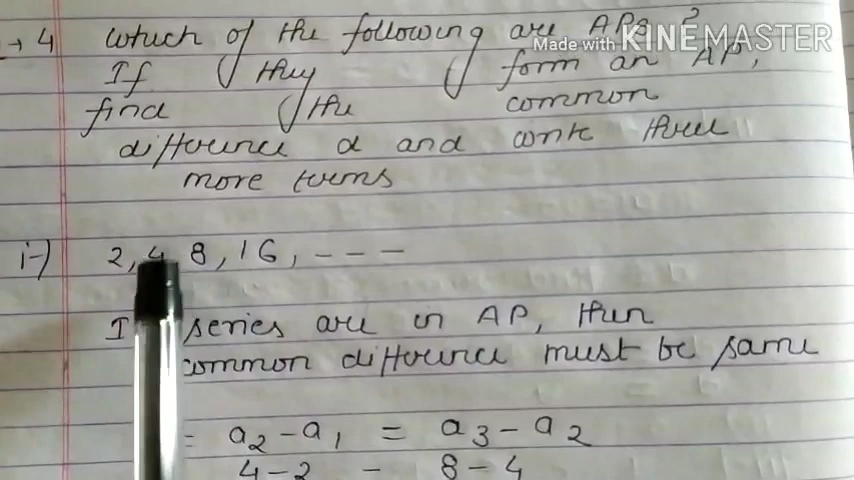 → 4 which of the following are APs ?
Made with KINEMASTER
If they form an AP,
find the common
difference d and write three
more terms
i-) 2, 4 8, 16, - - -
I series are in AP, then
common difference must be same
= a2 - a1 = a3 - a2
4 - 2 - 8 - 4